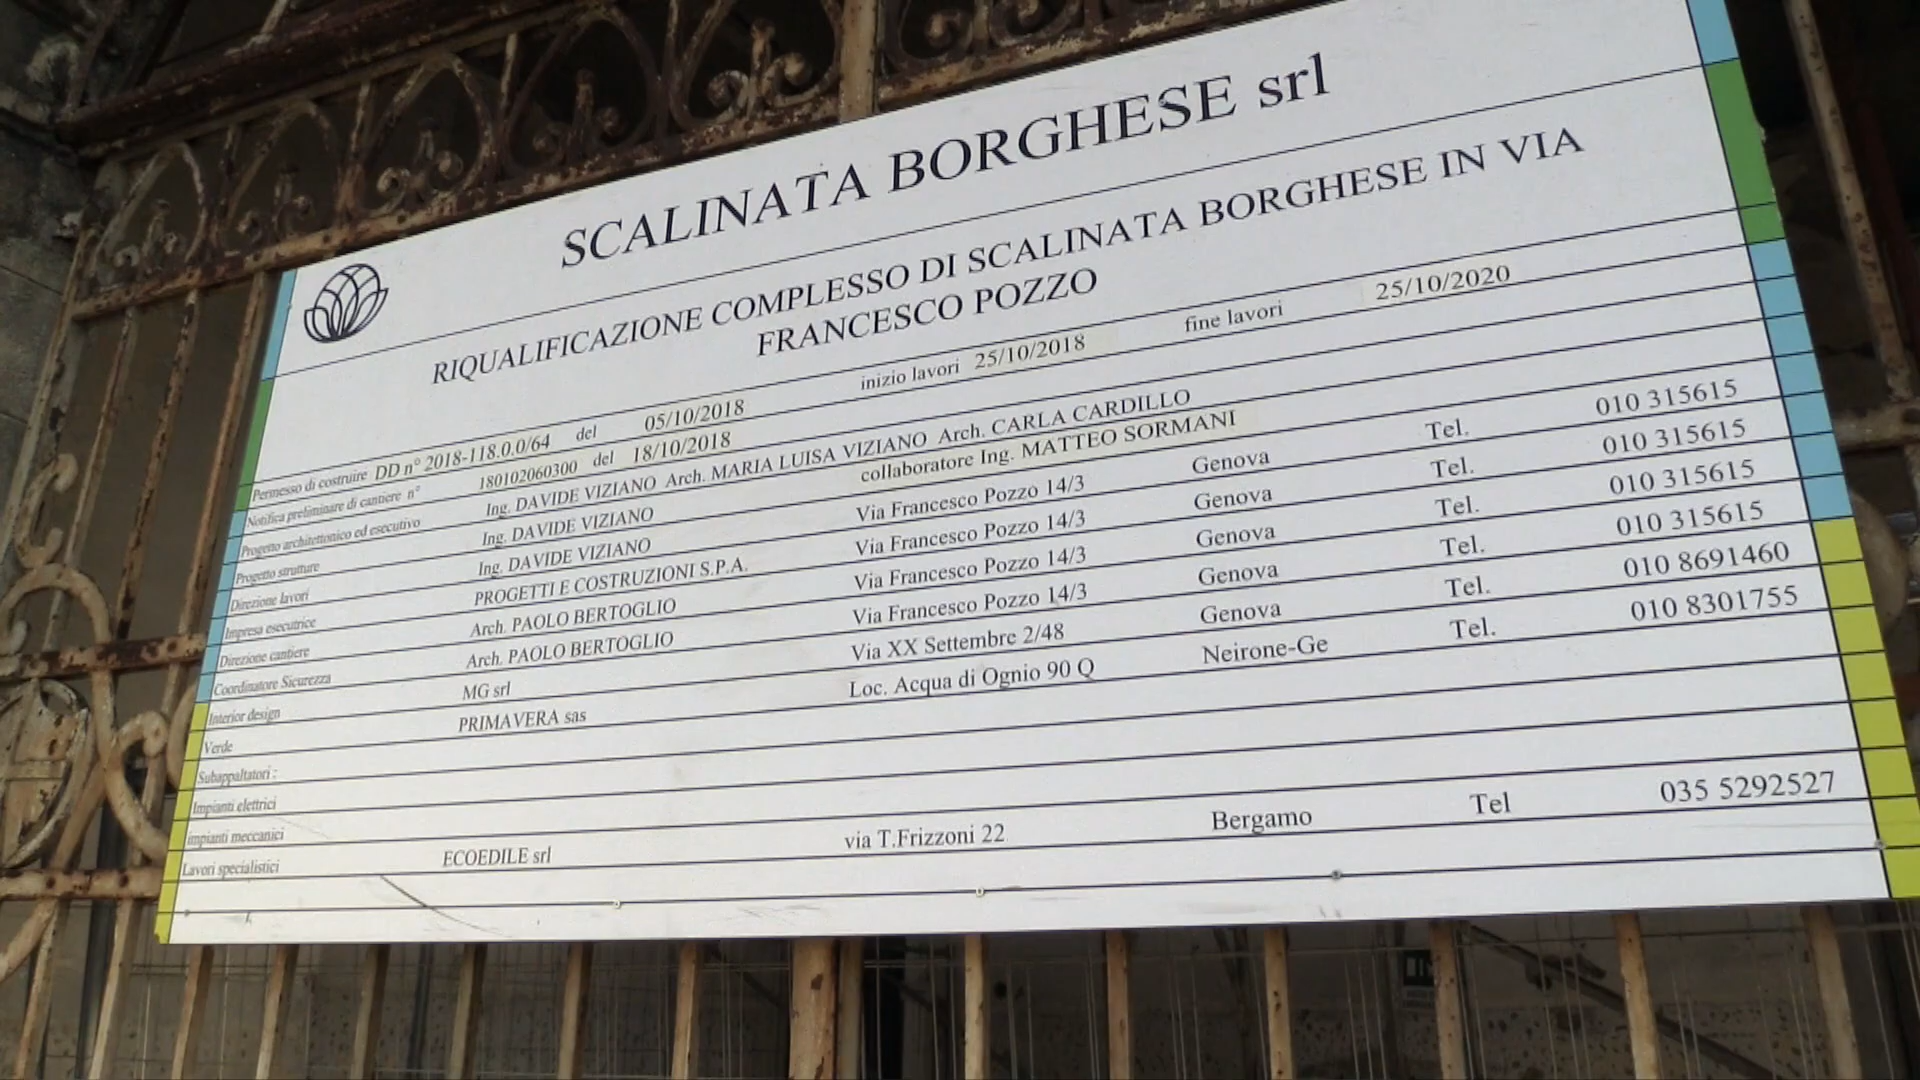 SCALINATA BORGHESE srl
RIQUALIFICAZIONE COMPLESSO DI SCALINATA BORGHESE IN VIA
FRANCESCO POZZO
Permesso di costruire DD n° 2018-118.0.0/64 del 05/10/2018 inizio lavori 25/10/2018 fine lavori 25/10/2020
Notifica preliminare di cantiere n° 180102060300 del 18/10/2018
Progetto architettonico ed esecutivo Ing. DAVIDE VIZIANO Arch. MARIA LUISA VIZIANO Arch. CARLA CARDILLO
Progetto strutture Ing. DAVIDE VIZIANO collaboratore Ing. MATTEO SORMANI
Direzione lavori Ing. DAVIDE VIZIANO Via Francesco Pozzo 14/3 Genova Tel. 010 315615
Impresa esecutrice PROGETTI E COSTRUZIONI S.P.A. Via Francesco Pozzo 14/3 Genova Tel. 010 315615
Direzione cantiere Arch. PAOLO BERTOGLIO Via Francesco Pozzo 14/3 Genova Tel. 010 315615
Coordinatore Sicurezza Arch. PAOLO BERTOGLIO Via Francesco Pozzo 14/3 Genova Tel. 010 315615
Interior design MG srl Via XX Settembre 2/48 Genova Tel. 010 8691460
Verde PRIMAVERA sas Loc. Acqua di Ognio 90 Q Neirone-Ge Tel. 010 8301755
Subappaltatori :
Impianti elettrici
impianti meccanici
Lavori specialistici ECOEDILE srl via T.Frizzoni 22 Bergamo Tel 035 5292527